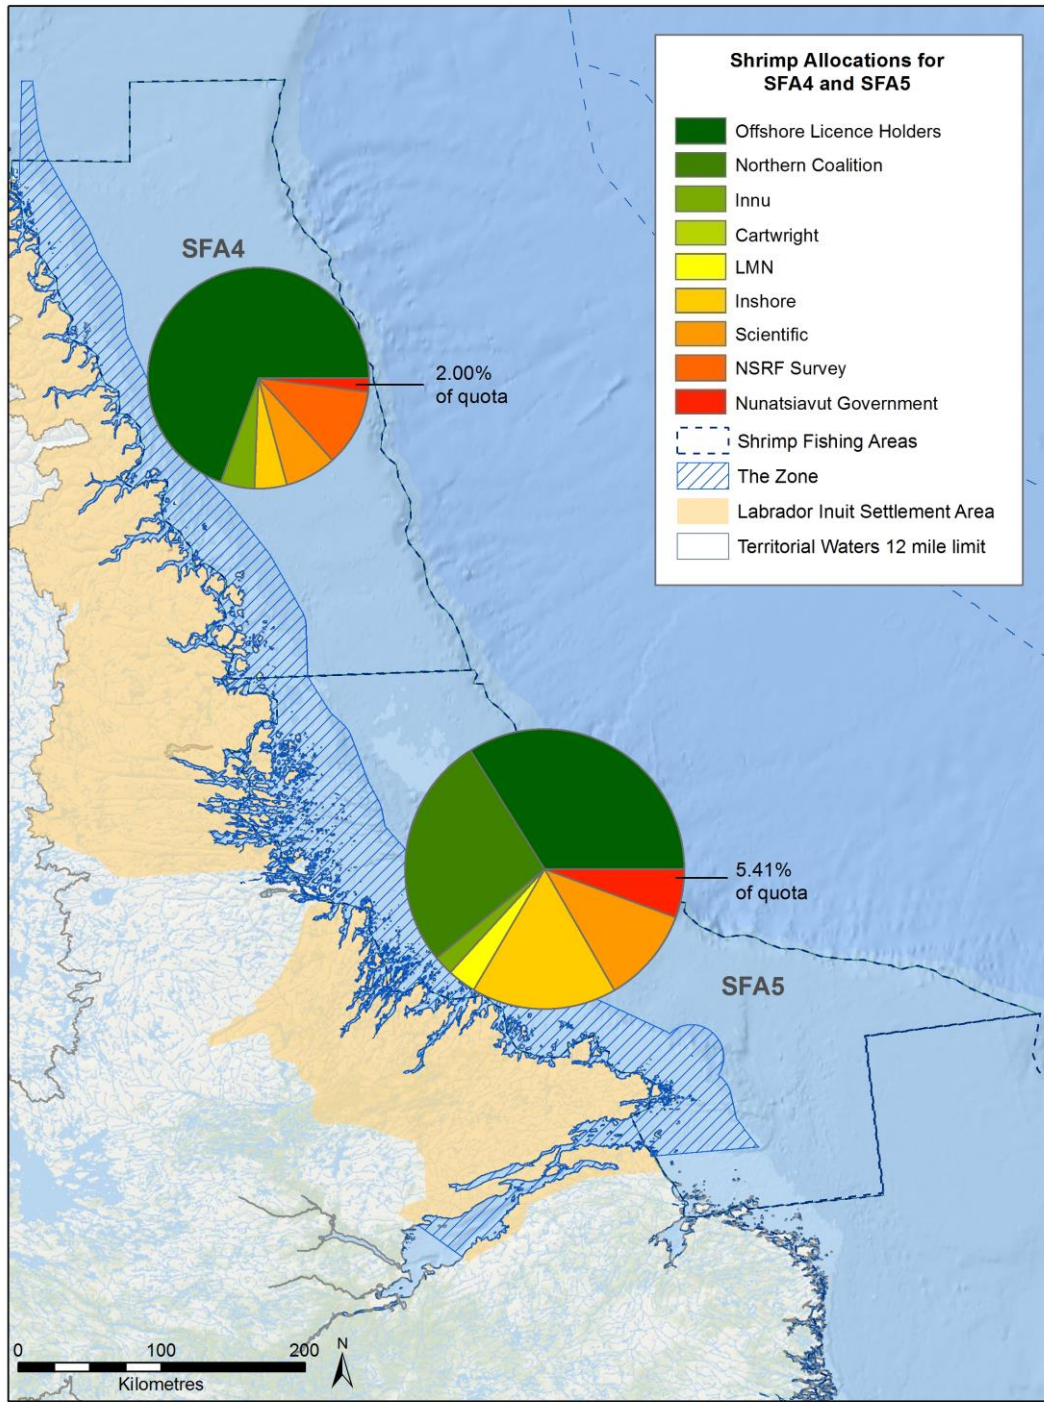 Shrimp Allocations for
SFA4 and SFA5
Offshore Licence Holders
Northern Coalition
Innu
Cartwright
LMN
Inshore
Scientific
NSRF Survey
Nunatsiavut Government
Shrimp Fishing Areas
The Zone
Labrador Inuit Settlement Area
Territorial Waters 12 mile limit
SFA4
2.00%
of quota
5.41%
of quota
SFA5
0 100 200
Kilometres
N